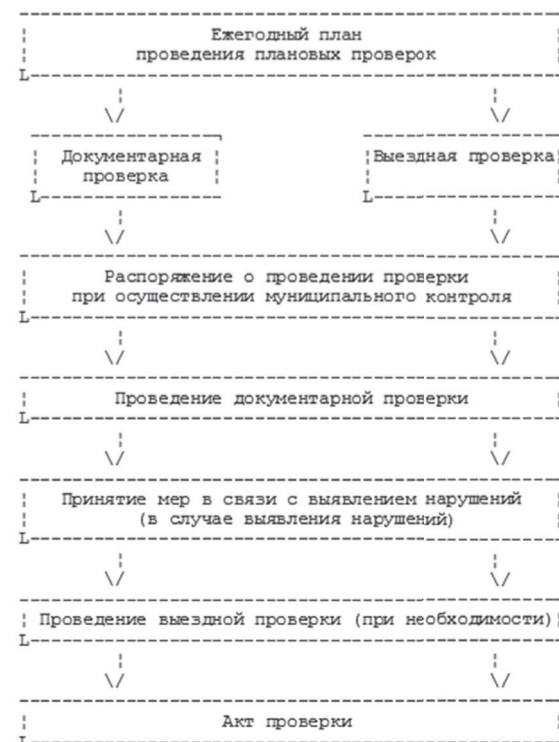 Ежегодный план
проведения плановых проверок
Документарная
проверка
Выездная проверка
Распоряжение о проведении проверки
при осуществлении муниципального контроля
Проведение документарной проверки
Принятие мер в связи с выявлением нарушений
(в случае выявления нарушений)
Проведение выездной проверки (при необходимости)
Акт проверки